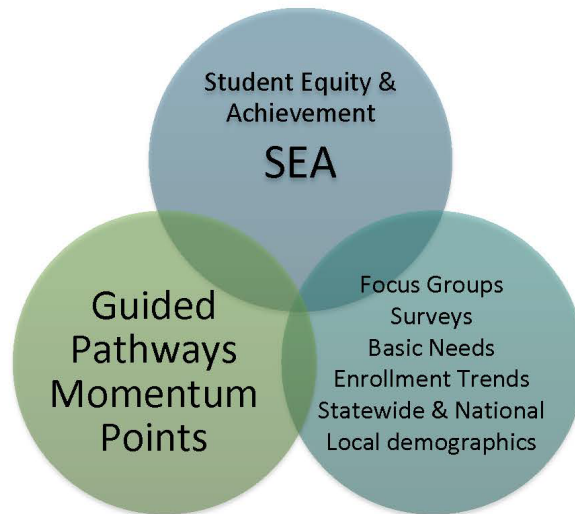 Student Equity &
Achievement
SEA
Guided
Pathways
Momentum
Points
Focus Groups
Surveys
Basic Needs
Enrollment Trends
Statewide & National
Local demographics